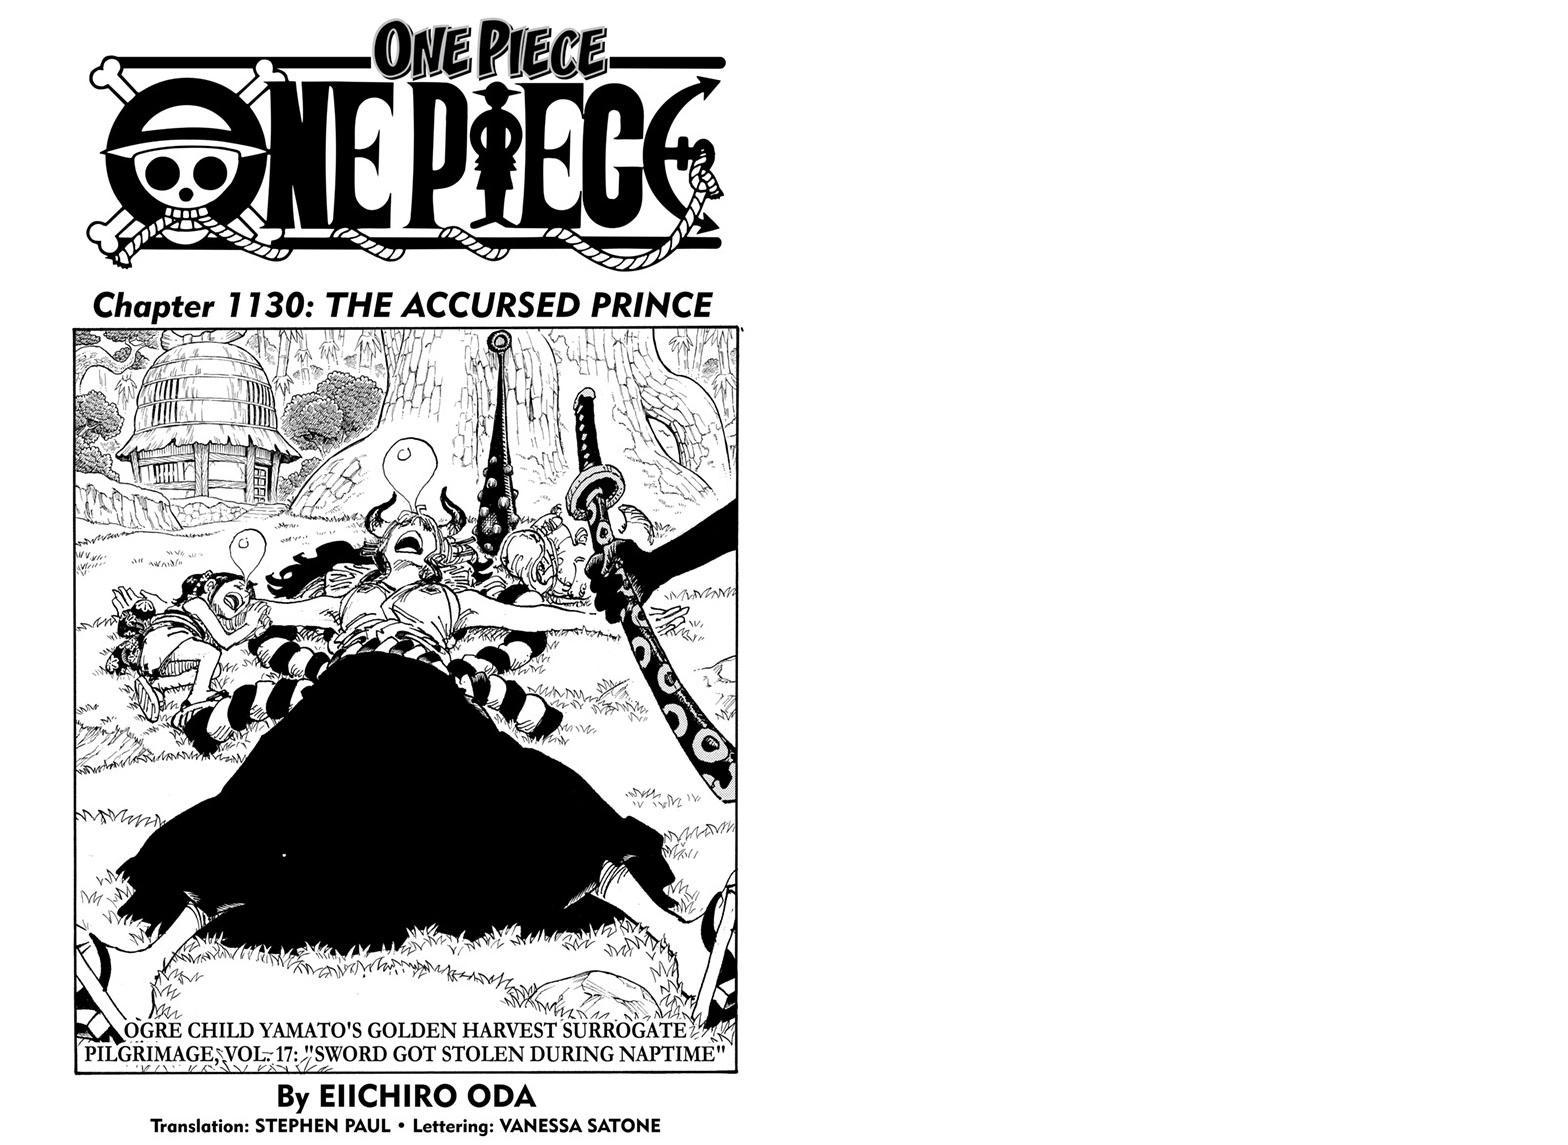 ONE PIECE
ONE PIECE
Chapter 1130: THE ACCURSED PRINCE
OGRE CHILD YAMATO'S GOLDEN HARVEST SURROGATE
PILGRIMAGE, VOL. 17: "SWORD GOT STOLEN DURING NAPTIME"
By EIICHIRO ODA
Translation: STEPHEN PAUL • Lettering: VANESSA SATONE